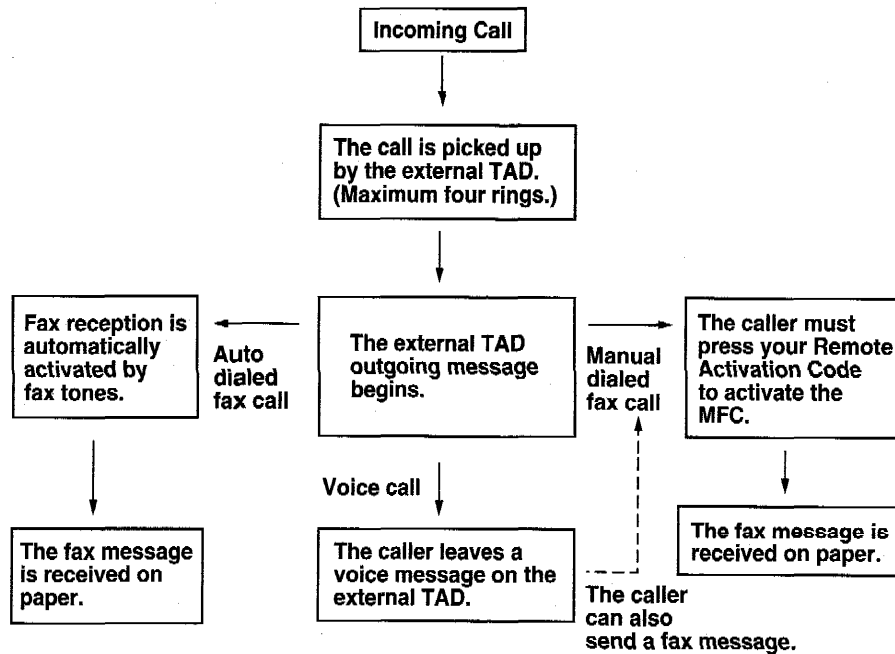 Incoming Call
The call is picked up
by the external TAD.
(Maximum four rings.)
Fax reception is
automatically
activated by
fax tones.
Auto
dialed
fax call
The external TAD
outgoing message
begins.
Manual
dialed
fax call
The caller must
press your Remote
Activation Code
to activate the
MFC.
Voice call
The fax message
is received on
paper.
The caller leaves a
voice message on the
external TAD.
The fax message is
received on paper.
The caller
can also
send a fax message.